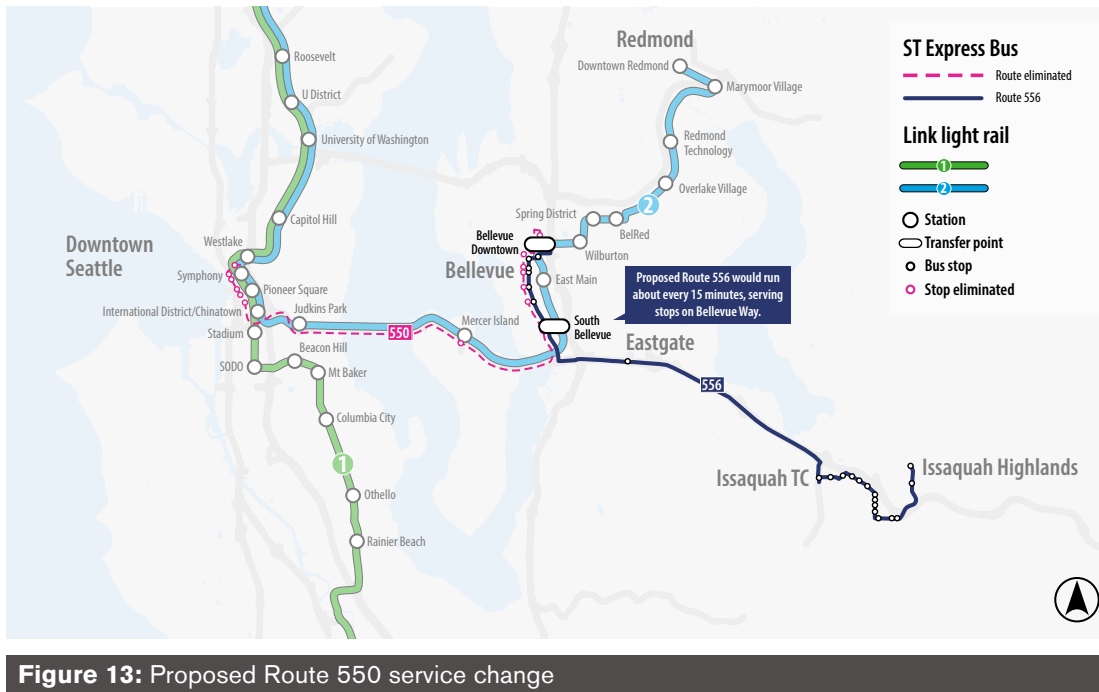 Roosevelt
U District
University of Washington
Capitol Hill
Westlake
Downtown
Seattle
Symphony
Pioneer Square
International District/Chinatown
Judkins Park
Stadium
Beacon Hill
SODO
Mt Baker
Columbia City
1
Othello
Rainier Beach
550
Mercer Island
Redmond
Downtown Redmond
Marymoor Village
Redmond
Technology
Overlake Village
2
Spring District
BelRed
Bellevue
Downtown
Wilburton
Bellevue
East Main
Proposed Route 556 would run
about every 15 minutes, serving
stops on Bellevue Way.
South
Bellevue
Eastgate
556
Issaquah TC
Issaquah Highlands
ST Express Bus
Route eliminated
Route 556
Link light rail
1
2
Station
Transfer point
Bus stop
Stop eliminated
Figure 13: Proposed Route 550 service change